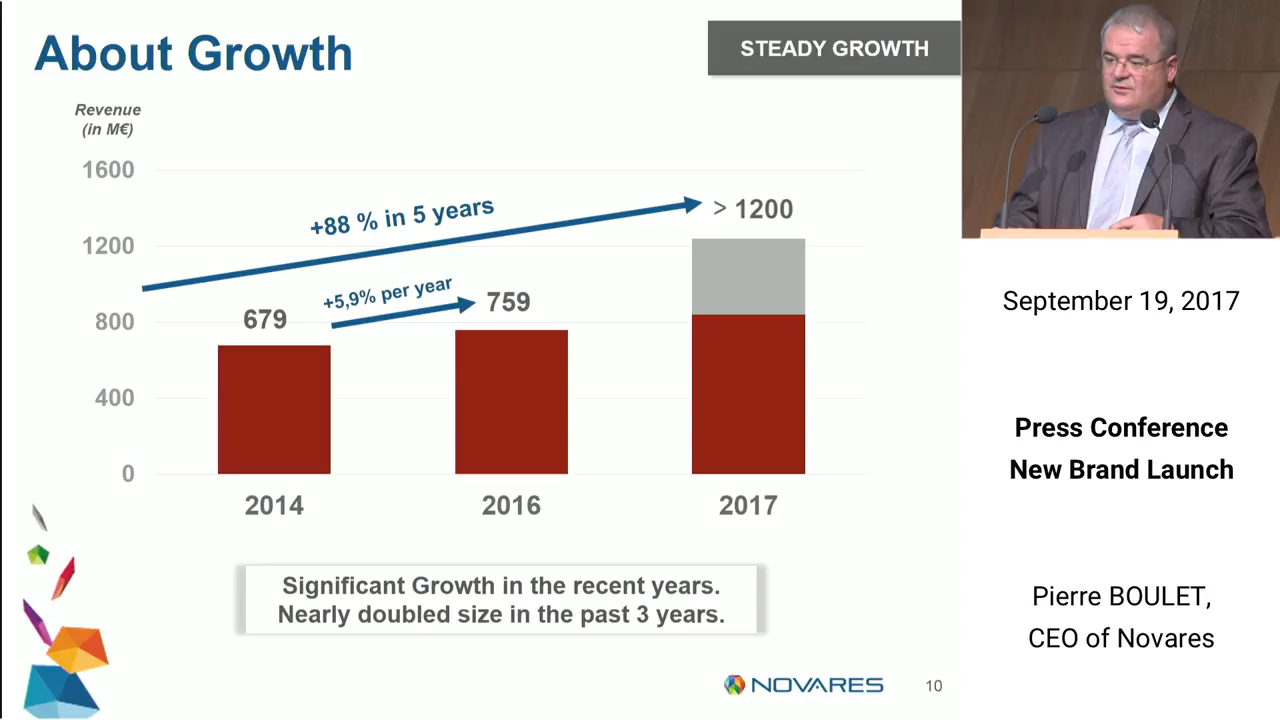 About Growth
STEADY GROWTH
Revenue
(in M€)
1600
1200
800
400
0
+88 % in 5 years
+5,9% per year
679
759
> 1200
2014
2016
2017
Significant Growth in the recent years.
Nearly doubled size in the past 3 years.
NOVARES
10
September 19, 2017
Press Conference
New Brand Launch
Pierre BOULET,
CEO of Novares